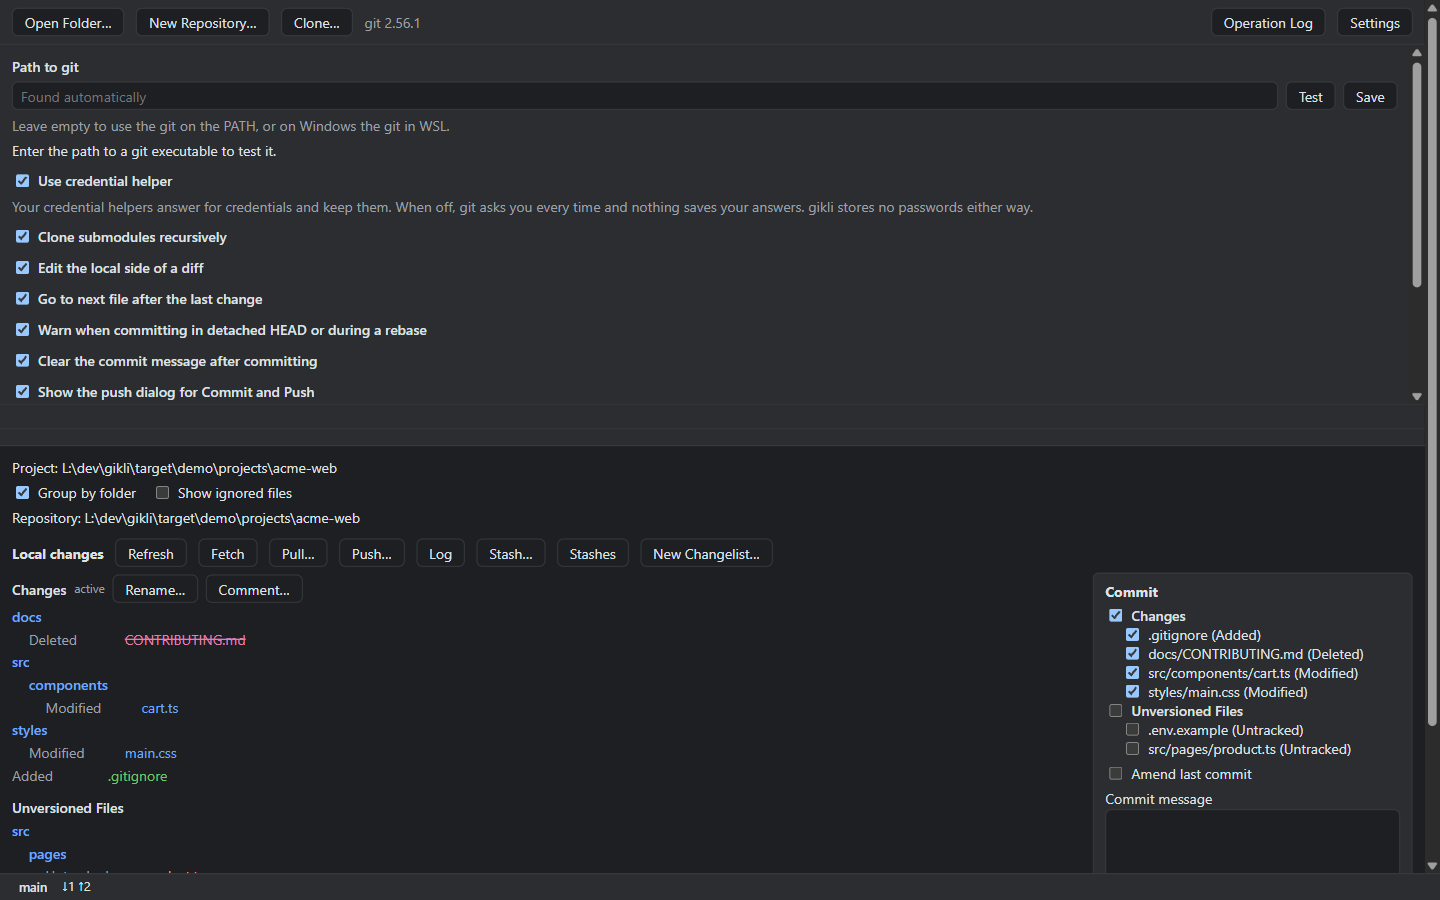 Open Folder... New Repository... Clone... git 2.56.1 Operation Log Settings
Path to git
Found automatically Test Save
Leave empty to use the git on the PATH, or on Windows the git in WSL.
Enter the path to a git executable to test it.
Use credential helper
Your credential helpers answer for credentials and keep them. When off, git asks you every time and nothing saves your answers. gikli stores no passwords either way.
Clone submodules recursively
Edit the local side of a diff
Go to next file after the last change
Warn when committing in detached HEAD or during a rebase
Clear the commit message after committing
Show the push dialog for Commit and Push
Project: L:\dev\gikli\target\demo\projects\acme-web
Group by folder Show ignored files
Repository: L:\dev\gikli\target\demo\projects\acme-web
Local changes Refresh Fetch Pull... Push... Log Stash... Stashes New Changelist...
Changes active Rename... Comment...
docs
Deleted CONTRIBUTING.md
src
components
Modified cart.ts
styles
Modified main.css
Added .gitignore
Unversioned Files
src
pages
Commit
Changes
.gitignore (Added)
docs/CONTRIBUTING.md (Deleted)
src/components/cart.ts (Modified)
styles/main.css (Modified)
Unversioned Files
.env.example (Untracked)
src/pages/product.ts (Untracked)
Amend last commit
Commit message
main ↓1 ↑2